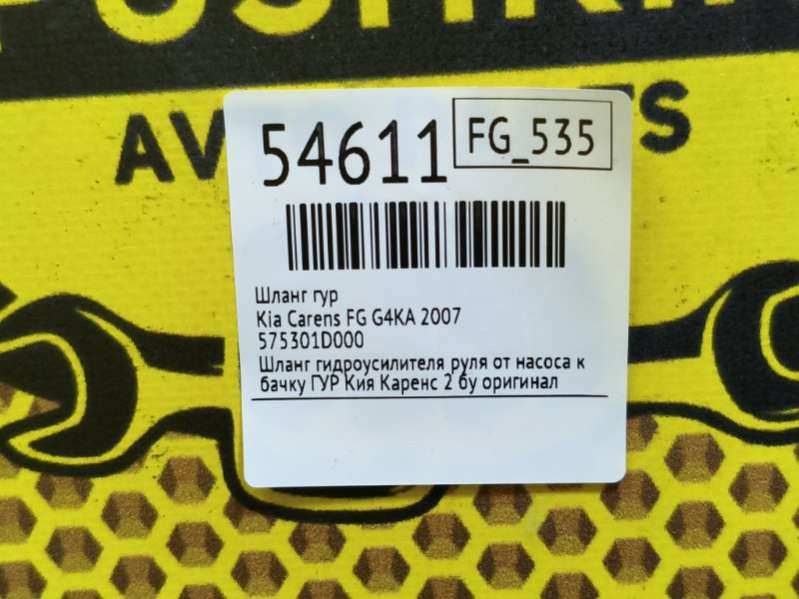 54611
FG_535
Шланг гур
Kia Carens FG G4KA 2007
575301D000
Шланг гидроусилителя руля от насоса к
бачку ГУР Кия Каренс 2 бу оригинал